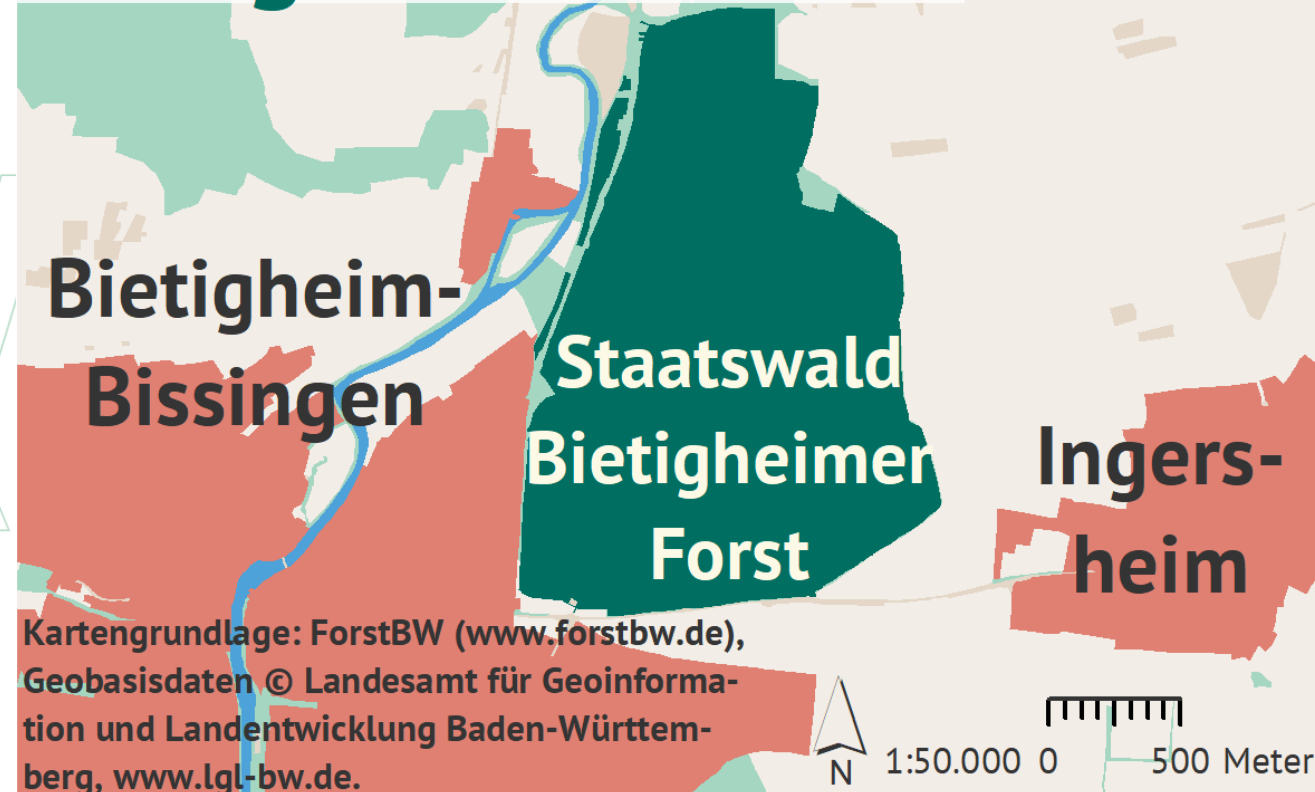 Bietigheim-
Bissingen
Staatswald
Bietigheimer
Forst
Ingers-
heim
Kartengrundlage: ForstBW (www.forstbw.de),
Geobasisdaten © Landesamt für Geoinforma-
tion und Landentwicklung Baden-Württem-
berg, www.lgl-bw.de.
N
1:50.000 0 500 Meter